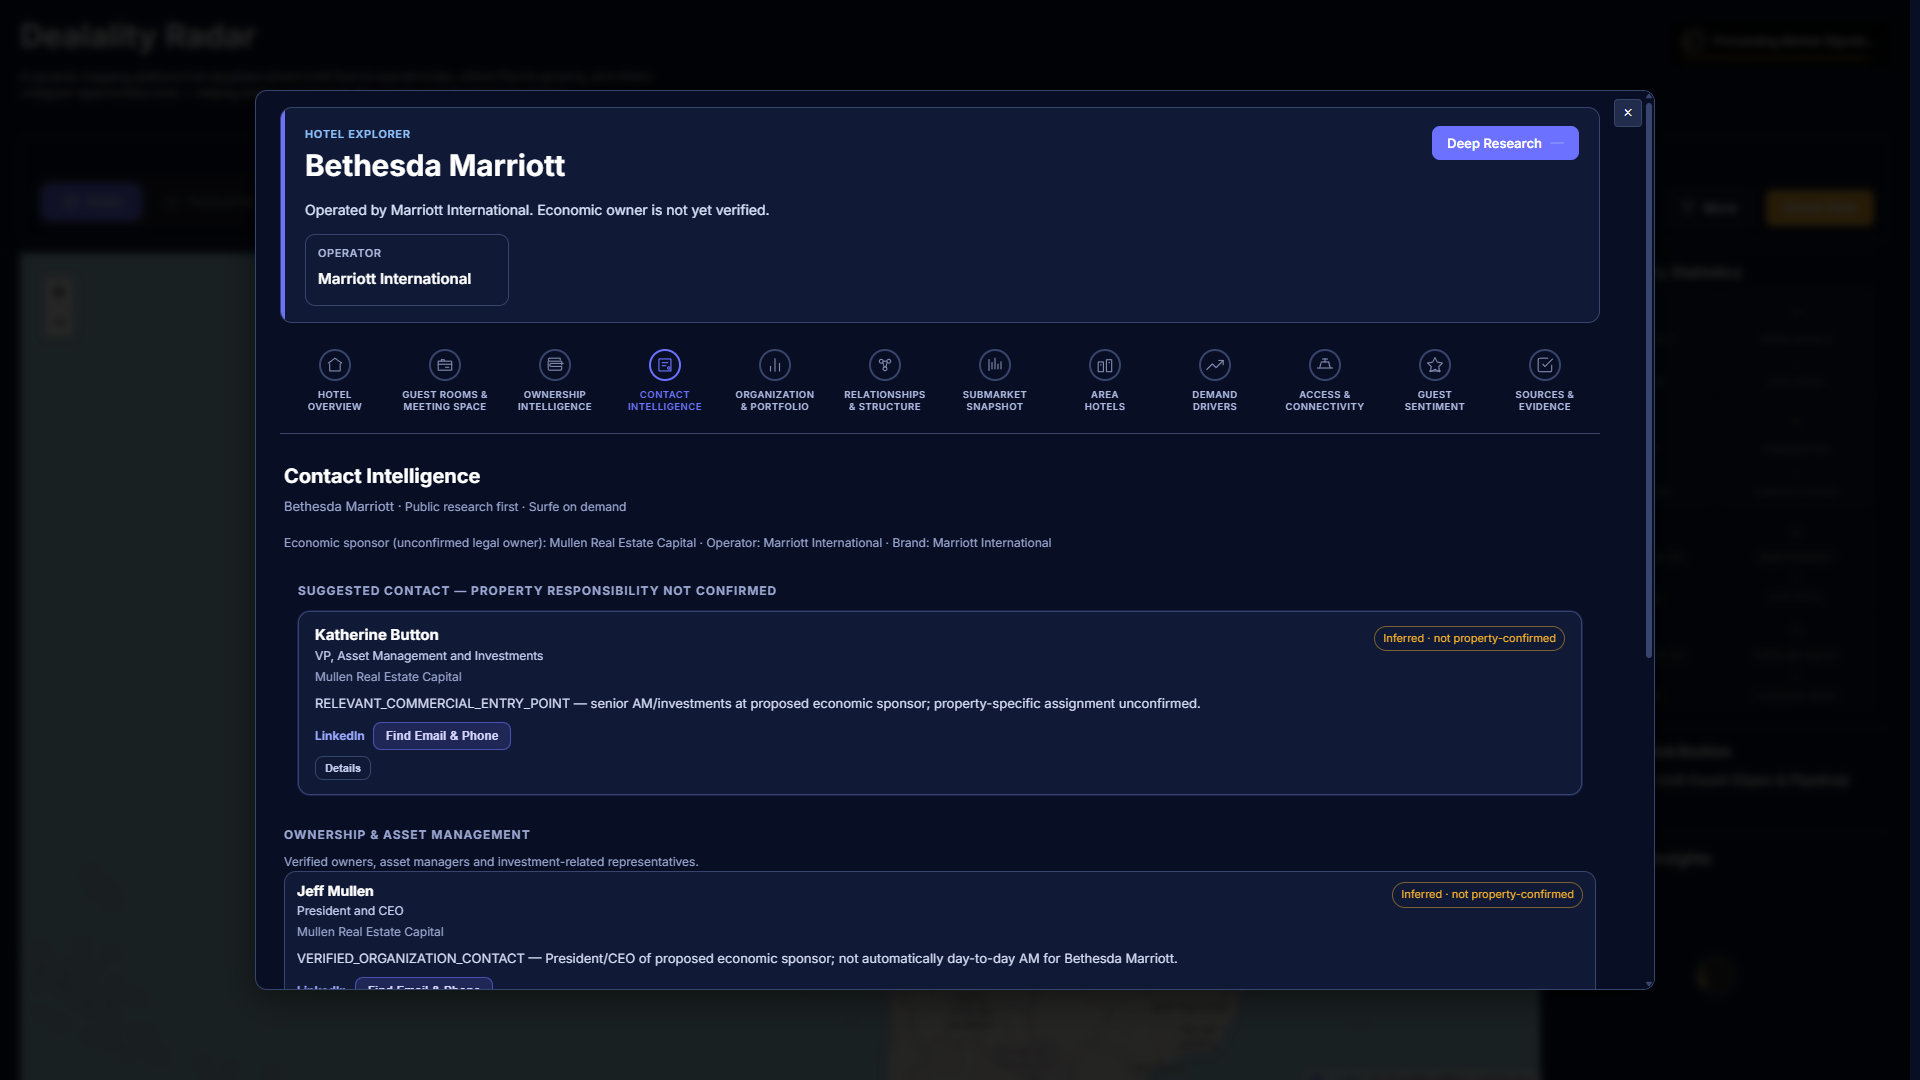 Dealality Radar
HOTEL EXPLORER
Bethesda Marriott
Deep Research
×
Operated by Marriott International. Economic owner is not yet verified.
OPERATOR
Marriott International
HOTEL OVERVIEW
GUEST ROOMS & MEETING SPACE
OWNERSHIP INTELLIGENCE
CONTACT INTELLIGENCE
ORGANIZATION & PORTFOLIO
RELATIONSHIPS & STRUCTURE
SUBMARKET SNAPSHOT
AREA HOTELS
DEMAND DRIVERS
ACCESS & CONNECTIVITY
GUEST SENTIMENT
SOURCES & EVIDENCE
Contact Intelligence
Bethesda Marriott · Public research first · Surfe on demand
Economic sponsor (unconfirmed legal owner): Mullen Real Estate Capital · Operator: Marriott International · Brand: Marriott International
SUGGESTED CONTACT — PROPERTY RESPONSIBILITY NOT CONFIRMED
Katherine Button
Inferred · not property-confirmed
VP, Asset Management and Investments
Mullen Real Estate Capital
RELEVANT_COMMERCIAL_ENTRY_POINT — senior AM/investments at proposed economic sponsor; property-specific assignment unconfirmed.
LinkedIn Find Email & Phone
Details
OWNERSHIP & ASSET MANAGEMENT
Verified owners, asset managers and investment-related representatives.
Jeff Mullen
Inferred · not property-confirmed
President and CEO
Mullen Real Estate Capital
VERIFIED_ORGANIZATION_CONTACT — President/CEO of proposed economic sponsor; not automatically day-to-day AM for Bethesda Marriott.
LinkedIn Find Email & Phone